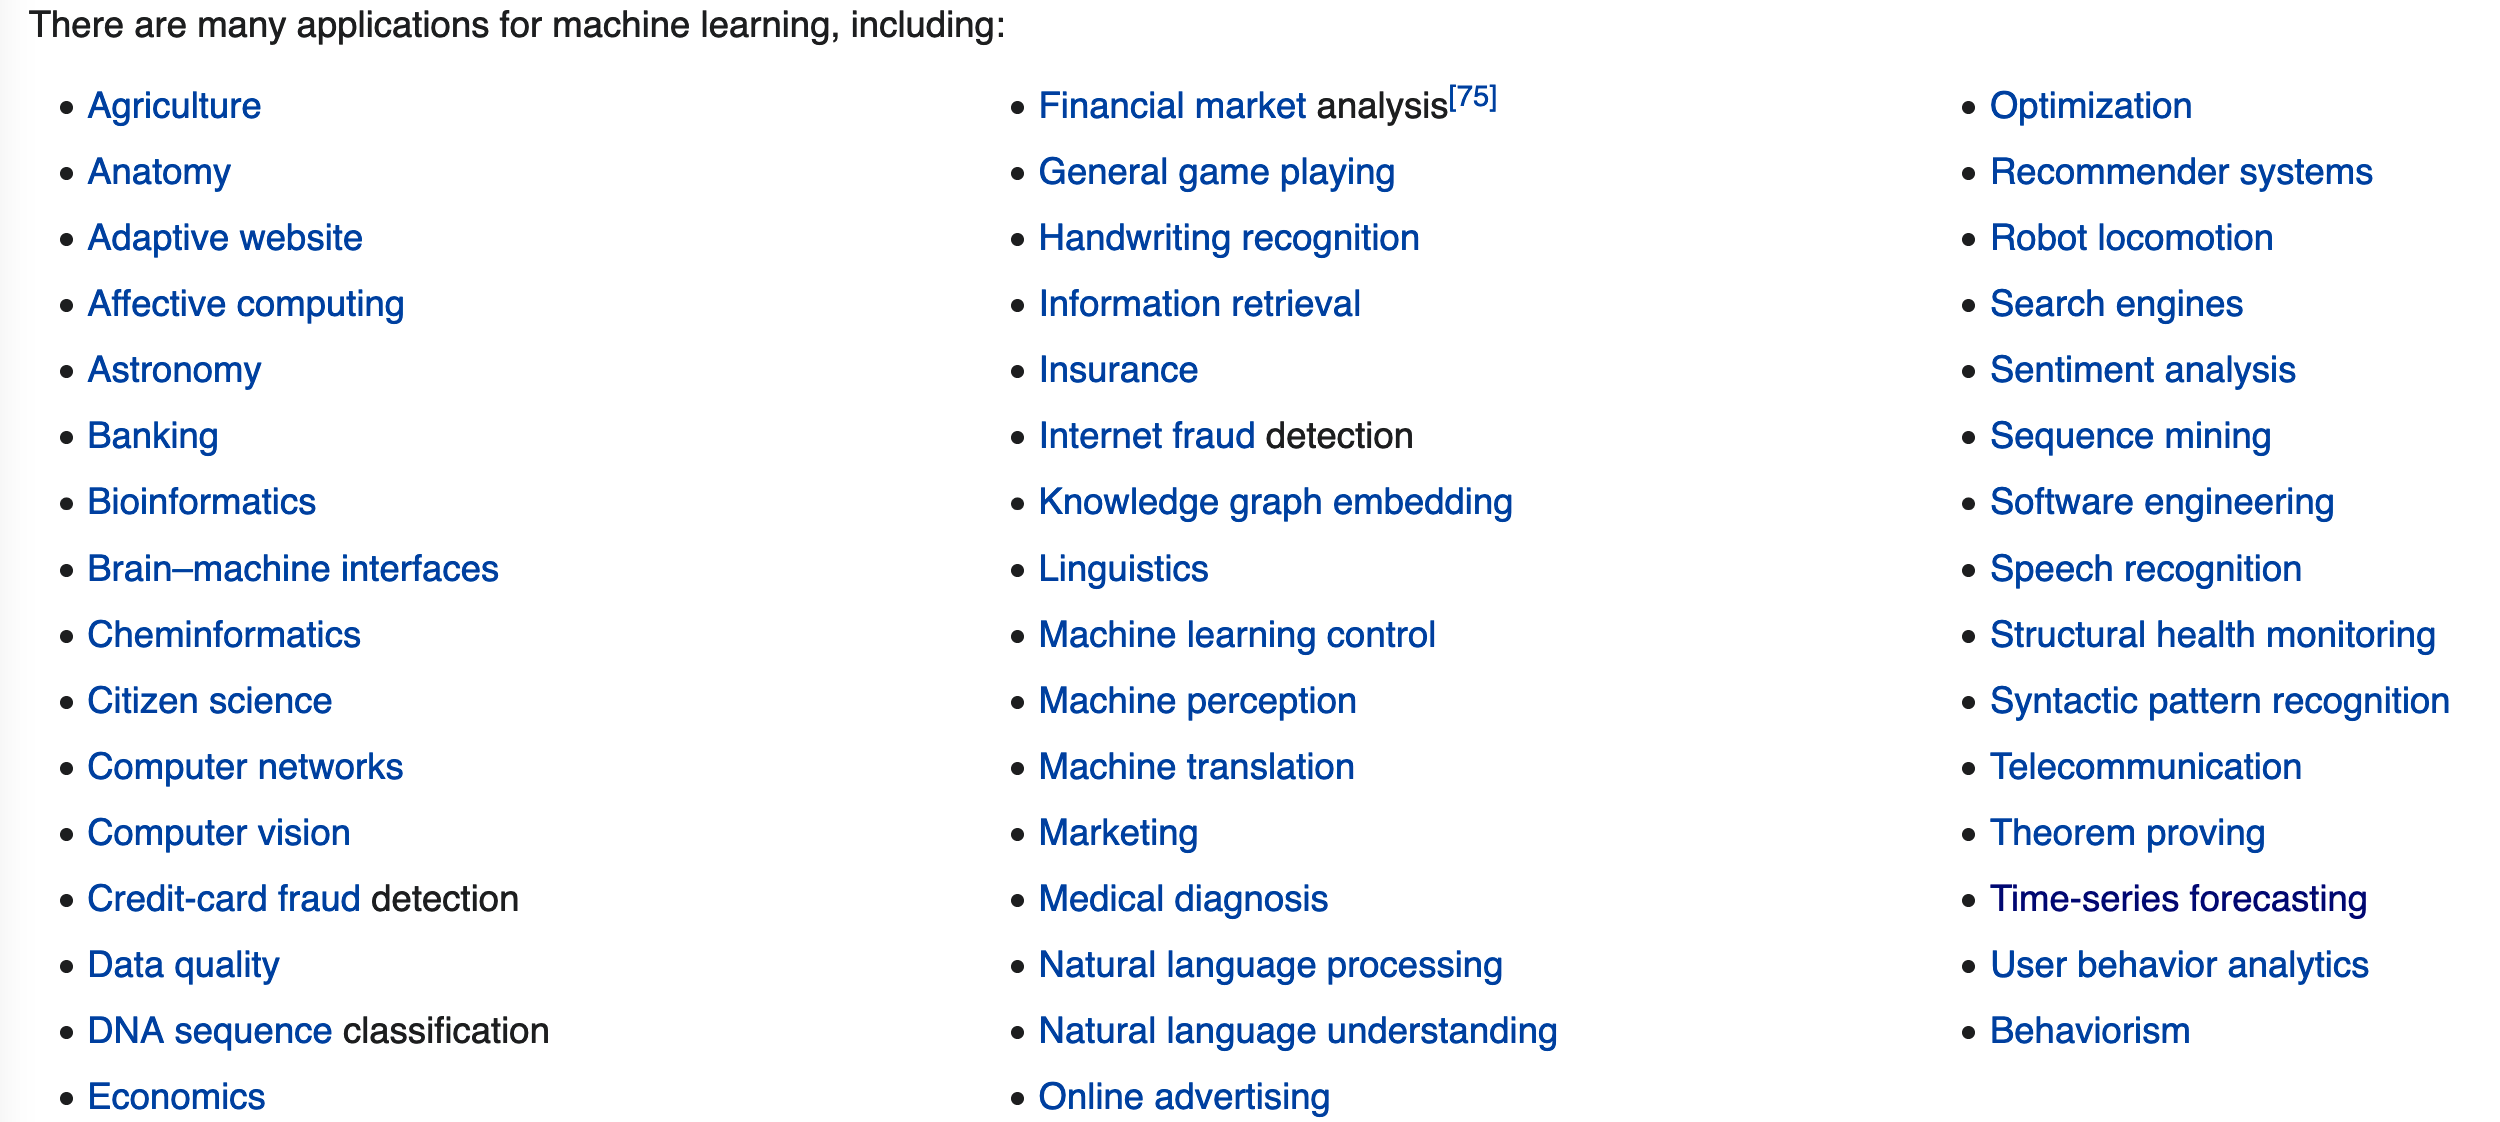 There are many applications for machine learning, including:
• Agriculture
• Anatomy
• Adaptive website
• Affective computing
• Astronomy
• Banking
• Bioinformatics
• Brain–machine interfaces
• Cheminformatics
• Citizen science
• Computer networks
• Computer vision
• Credit-card fraud detection
• Data quality
• DNA sequence classification
• Economics
• Financial market analysis[75]
• General game playing
• Handwriting recognition
• Information retrieval
• Insurance
• Internet fraud detection
• Knowledge graph embedding
• Linguistics
• Machine learning control
• Machine perception
• Machine translation
• Marketing
• Medical diagnosis
• Natural language processing
• Natural language understanding
• Online advertising
• Optimization
• Recommender systems
• Robot locomotion
• Search engines
• Sentiment analysis
• Sequence mining
• Software engineering
• Speech recognition
• Structural health monitoring
• Syntactic pattern recognition
• Telecommunication
• Theorem proving
• Time-series forecasting
• User behavior analytics
• Behaviorism